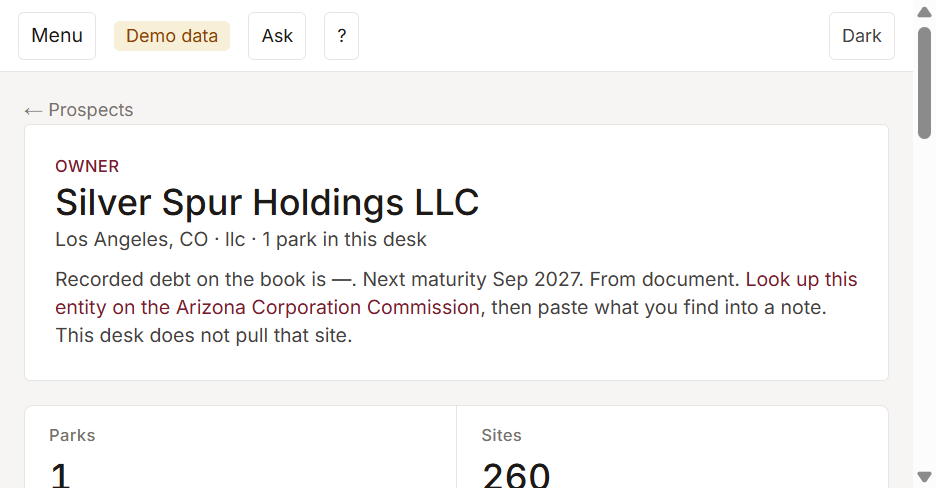 Menu Demo data Ask ? Dark
← Prospects
OWNER
Silver Spur Holdings LLC
Los Angeles, CO · llc · 1 park in this desk
Recorded debt on the book is —. Next maturity Sep 2027. From document. Look up this
entity on the Arizona Corporation Commission, then paste what you find into a note.
This desk does not pull that site.
Parks Sites
1 260